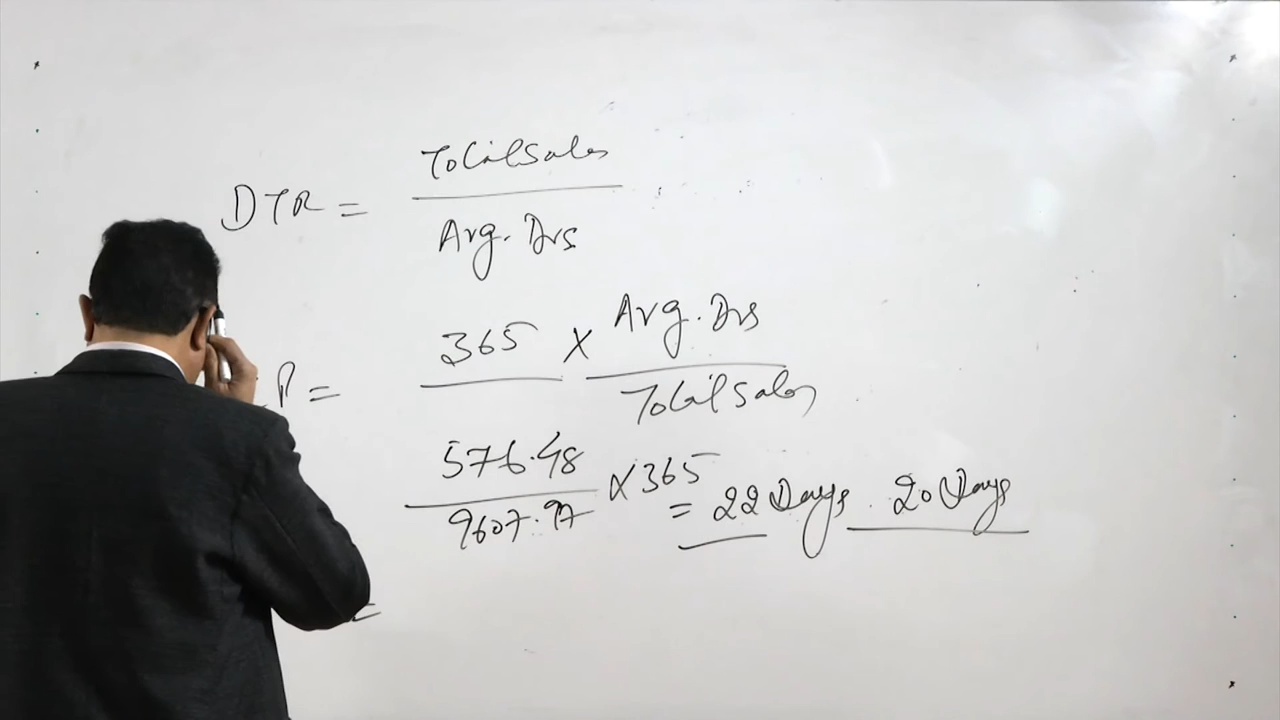 DTR = Total Sales
Avg. Drs
P = 365 X Avg. Drs
Total Sales
576.48
9607.97 X 365 = 22 Days . 20 Days
=